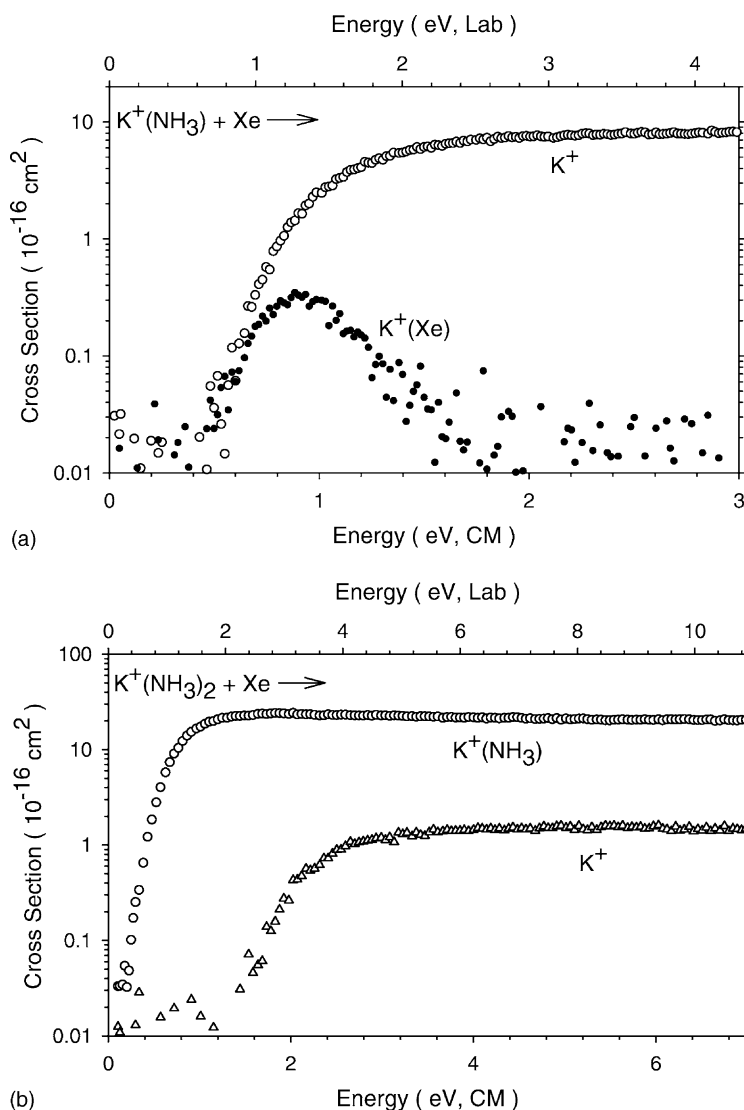 Energy ( eV, Lab )
0 1 2 3 4
K⁺(NH₃) + Xe ⟶
K⁺
K⁺(Xe)
Cross Section ( 10⁻¹⁶ cm² )
10
1
0.1
0.01
0 1 2 3
Energy ( eV, CM )
(a)
Energy ( eV, Lab )
0 2 4 6 8 10
K⁺(NH₃)₂ + Xe ⟶
K⁺(NH₃)
K⁺
Cross Section ( 10⁻¹⁶ cm² )
100
10
1
0.1
0.01
0 2 4 6
Energy ( eV, CM )
(b)